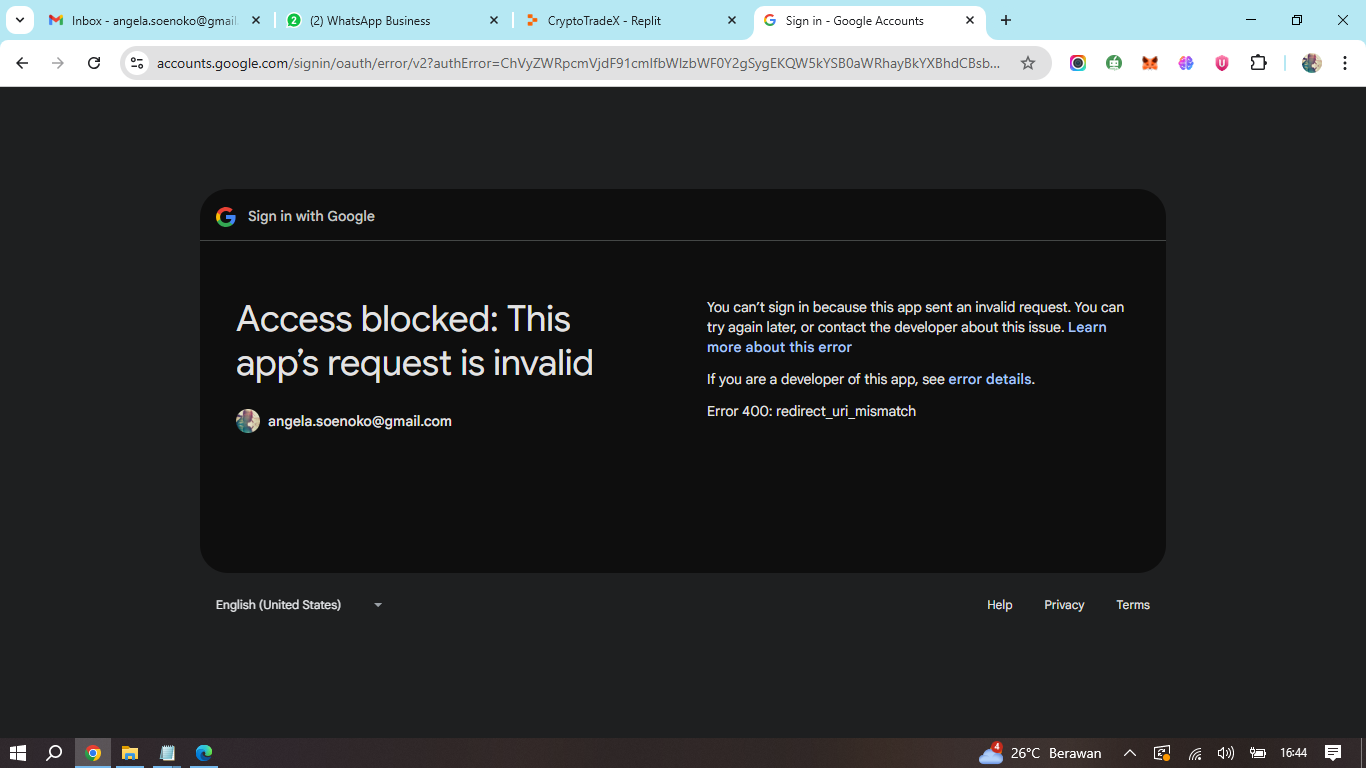 Inbox - angela.soenoko@gmail.
(2) WhatsApp Business
CryptoTradeX - Replit
Sign in - Google Accounts
accounts.google.com/signin/oauth/error/v2?authError=ChVyZWRpcmVjdF91cmlfbWlzbWF0Y2gSygEKQW5kYSB0aWRhayBkYXBhdCBsb...
Sign in with Google
Access blocked: This
app's request is invalid
angela.soenoko@gmail.com
You can't sign in because this app sent an invalid request. You can
try again later, or contact the developer about this issue. Learn
more about this error
If you are a developer of this app, see error details.
Error 400: redirect_uri_mismatch
English (United States)
Help
Privacy
Terms
4
26°C Berawan
16:44